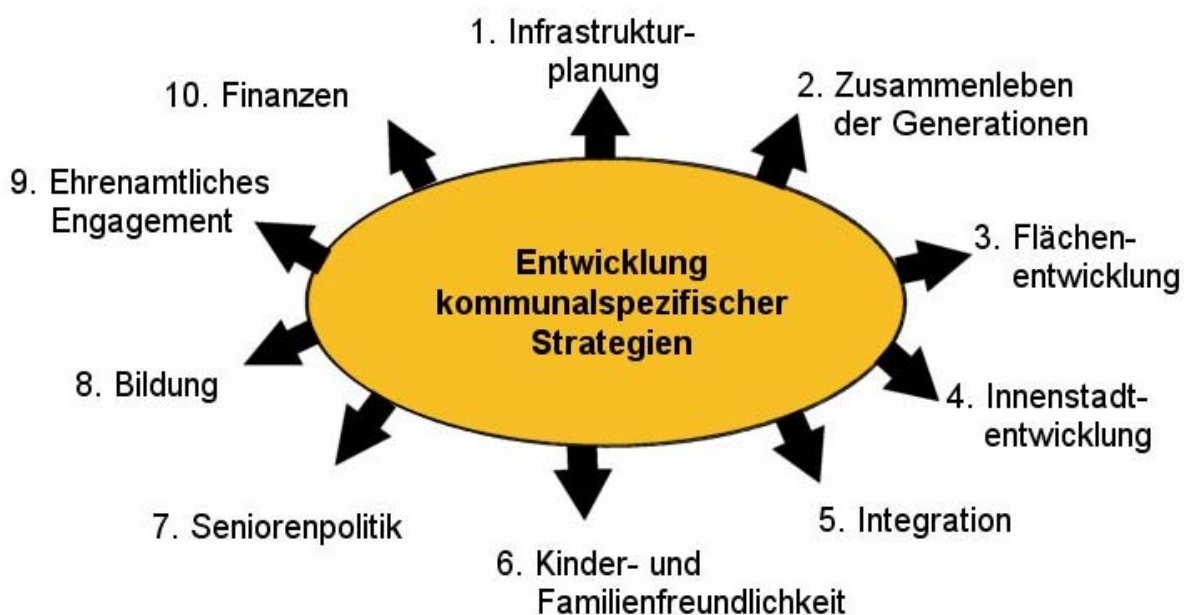 1. Infrastruktur-
planung
2. Zusammenleben
der Generationen
3. Flächen-
entwicklung
4. Innenstadt-
entwicklung
5. Integration
6. Kinder- und
Familienfreundlichkeit
7. Seniorenpolitik
8. Bildung
9. Ehrenamtliches
Engagement
10. Finanzen
Entwicklung
kommunalspezifischer
Strategien